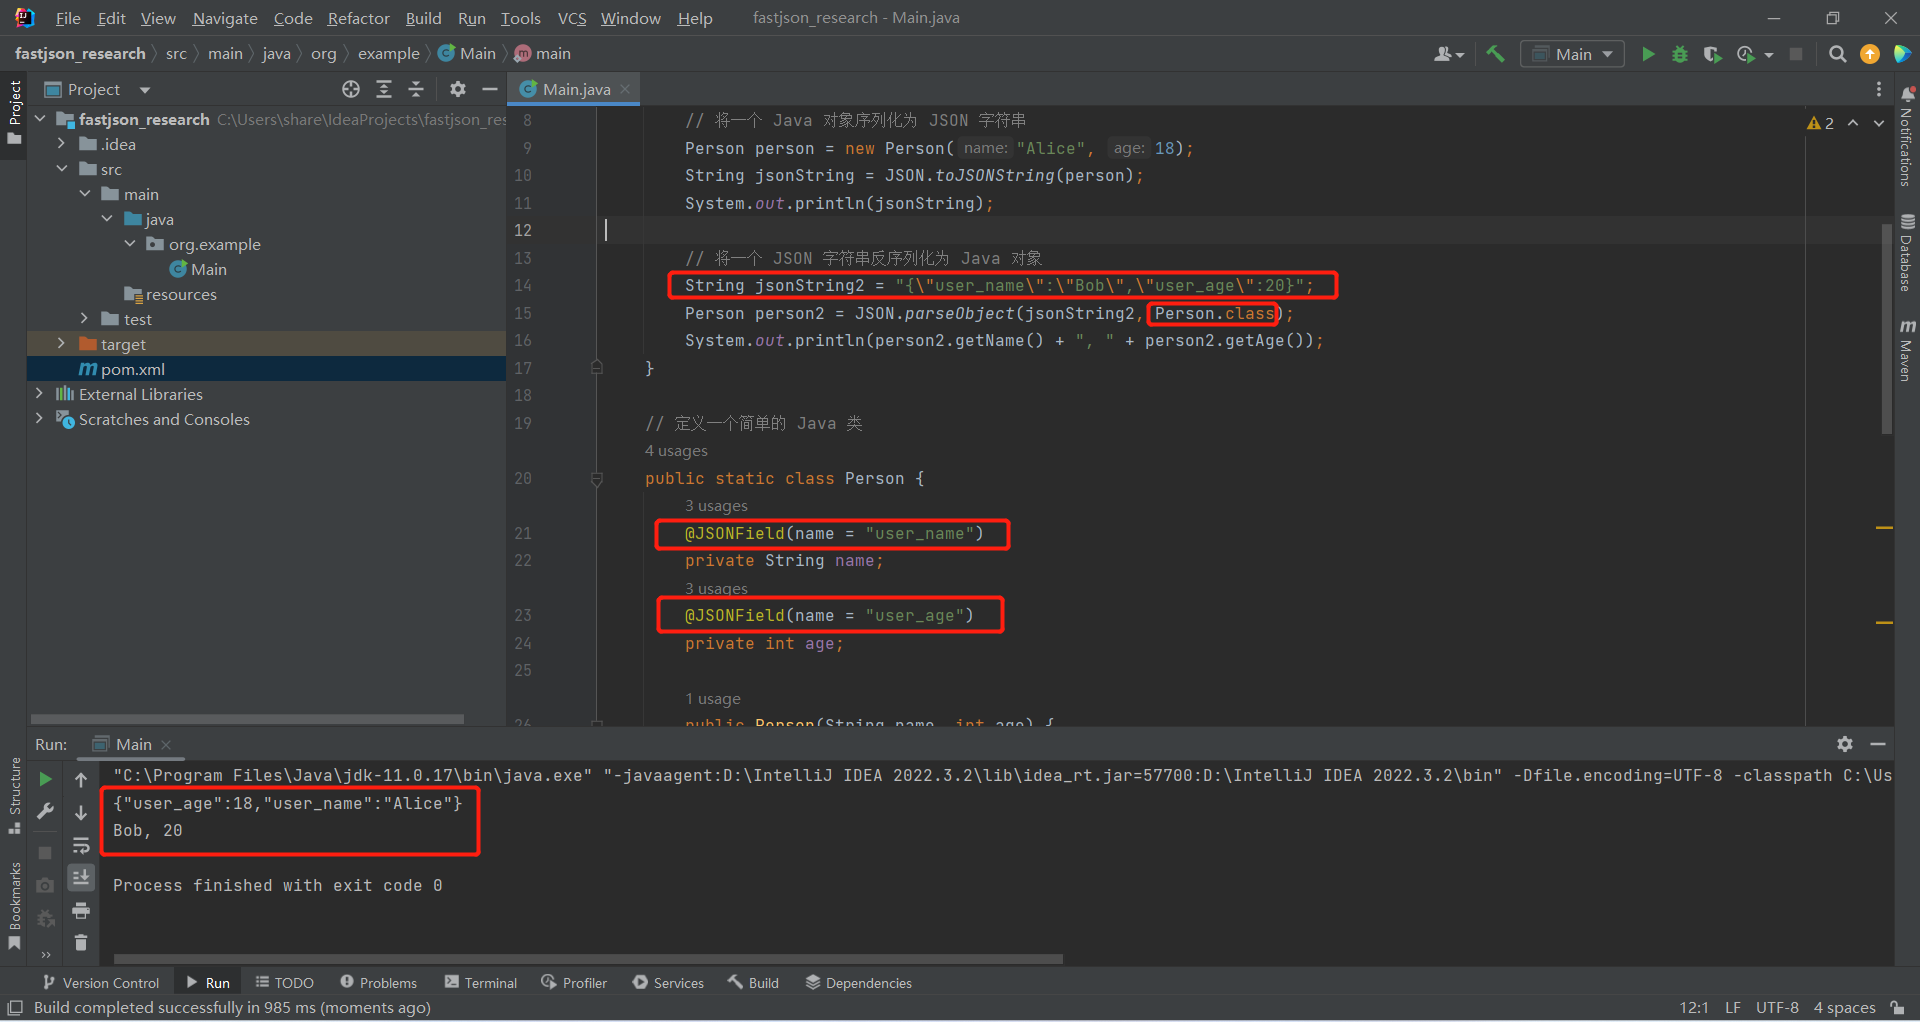 File Edit View Navigate Code Refactor Build Run Tools VCS Window Help fastjson_research - Main.java
fastjson_research src main java org example Main main
Main
Project
Main.java
Project
fastjson_research C:\Users\share\IdeaProjects\fastjson_res
.idea
src
main
java
org.example
Main
resources
test
target
pom.xml
External Libraries
Scratches and Consoles
2
8 // 将一个 Java 对象序列化为 JSON 字符串
9 Person person = new Person( name: "Alice", age: 18);
10 String jsonString = JSON.toJSONString(person);
11 System.out.println(jsonString);
12
13 // 将一个 JSON 字符串反序列化为 Java 对象
14 String jsonString2 = "{\"user_name\":\"Bob\",\"user_age\":20}";
15 Person person2 = JSON.parseObject(jsonString2, Person.class);
16 System.out.println(person2.getName() + ", " + person2.getAge());
17 }
18
19 // 定义一个简单的 Java 类
4 usages
20 public static class Person {
3 usages
21 @JSONField(name = "user_name")
22 private String name;
3 usages
23 @JSONField(name = "user_age")
24 private int age;
25
1 usage
26 public Person(String name, int age) {
Notifications
Database
Maven
Run: Main
"C:\Program Files\Java\jdk-11.0.17\bin\java.exe" "-javaagent:D:\IntelliJ IDEA 2022.3.2\lib\idea_rt.jar=57700:D:\IntelliJ IDEA 2022.3.2\bin" -Dfile.encoding=UTF-8 -classpath C:\Us
{"user_age":18,"user_name":"Alice"}
Bob, 20
Process finished with exit code 0
Structure
Bookmarks
Version Control Run TODO Problems Terminal Profiler Services Build Dependencies
Build completed successfully in 985 ms (moments ago) 12:1 LF UTF-8 4 spaces